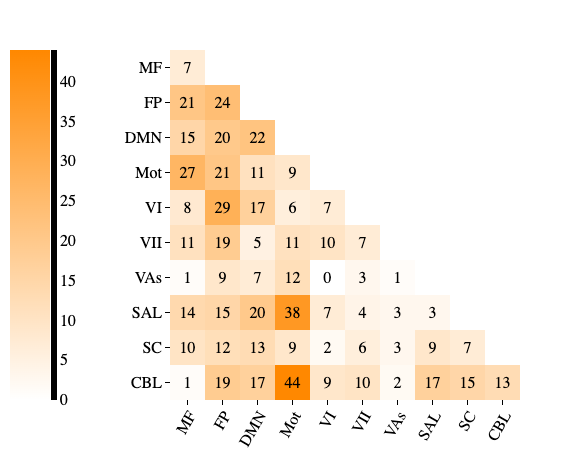 40
35
30
25
20
15
10
5
0
MF 7
FP 21 24
DMN 15 20 22
Mot 27 21 11 9
VI 8 29 17 6 7
VII 11 19 5 11 10 7
VAs 1 9 7 12 0 3 1
SAL 14 15 20 38 7 4 3 3
SC 10 12 13 9 2 6 3 9 7
CBL 1 19 17 44 9 10 2 17 15 13
MF FP DMN Mot VI VII VAs SAL SC CBL